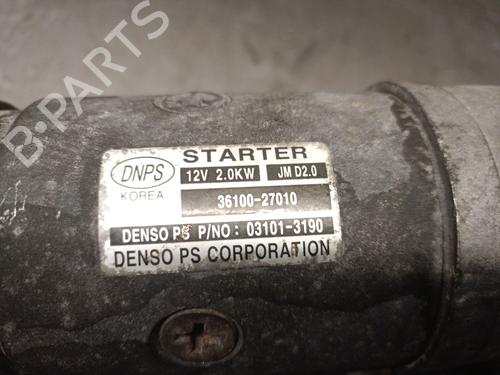 B-PARTS
DNPS
KOREA
STARTER
12V 2.0KW JM D2.0
36100-27010
DENSO PS P/NO: 03101-3190
DENSO PS CORPORATION